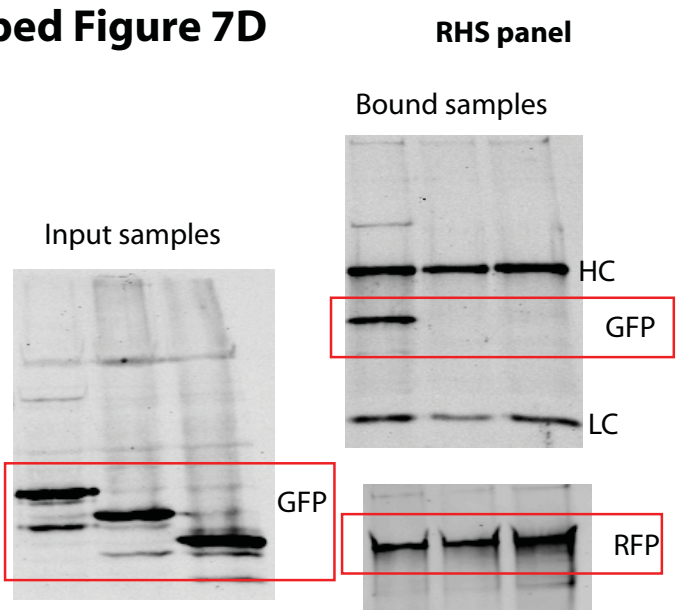 ped Figure 7D
RHS panel
Bound samples
Input samples
HC
GFP
LC
GFP
RFP